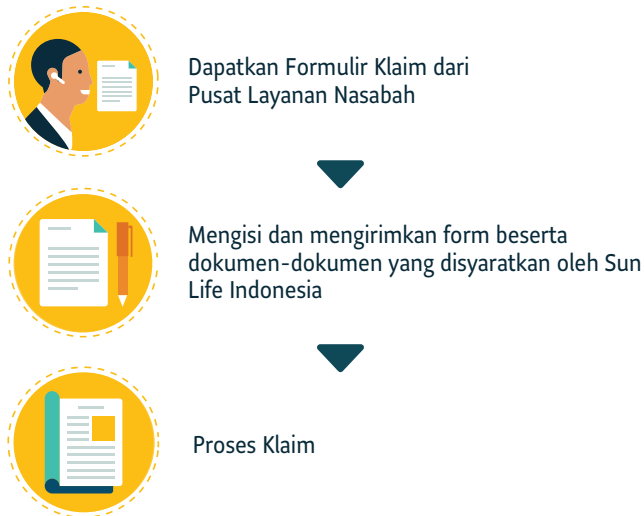 Dapatkan Formulir Klaim dari
Pusat Layanan Nasabah
Mengisi dan mengirimkan form beserta
dokumen-dokumen yang disyaratkan oleh Sun
Life Indonesia
Proses Klaim